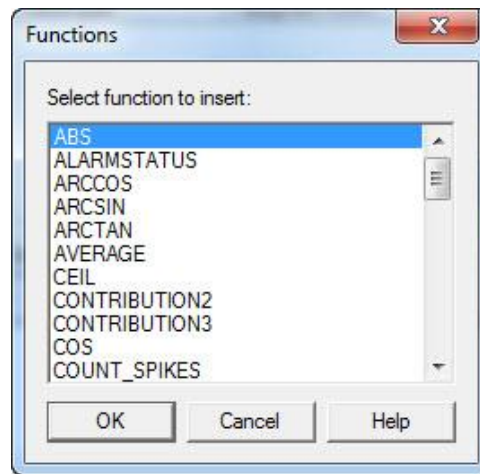 Functions
Select function to insert:
ABS
ALARMSTATUS
ARCCOS
ARCSIN
ARCTAN
AVERAGE
CEIL
CONTRIBUTION2
CONTRIBUTION3
COS
COUNT_SPIKES
OK Cancel Help